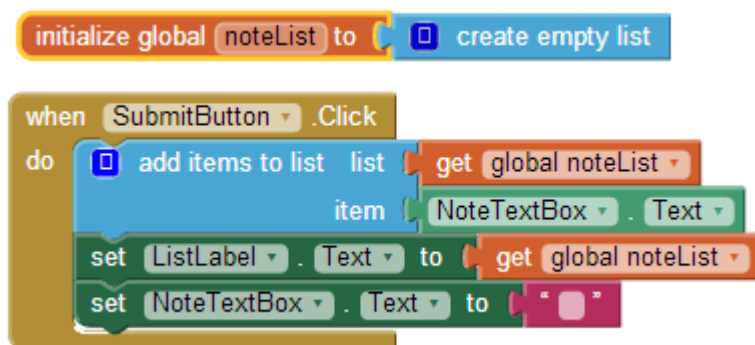 initialize global noteList to create empty list
when SubmitButton .Click
do add items to list list get global noteList
item NoteTextBox . Text
set ListLabel . Text to get global noteList
set NoteTextBox . Text to “ ”